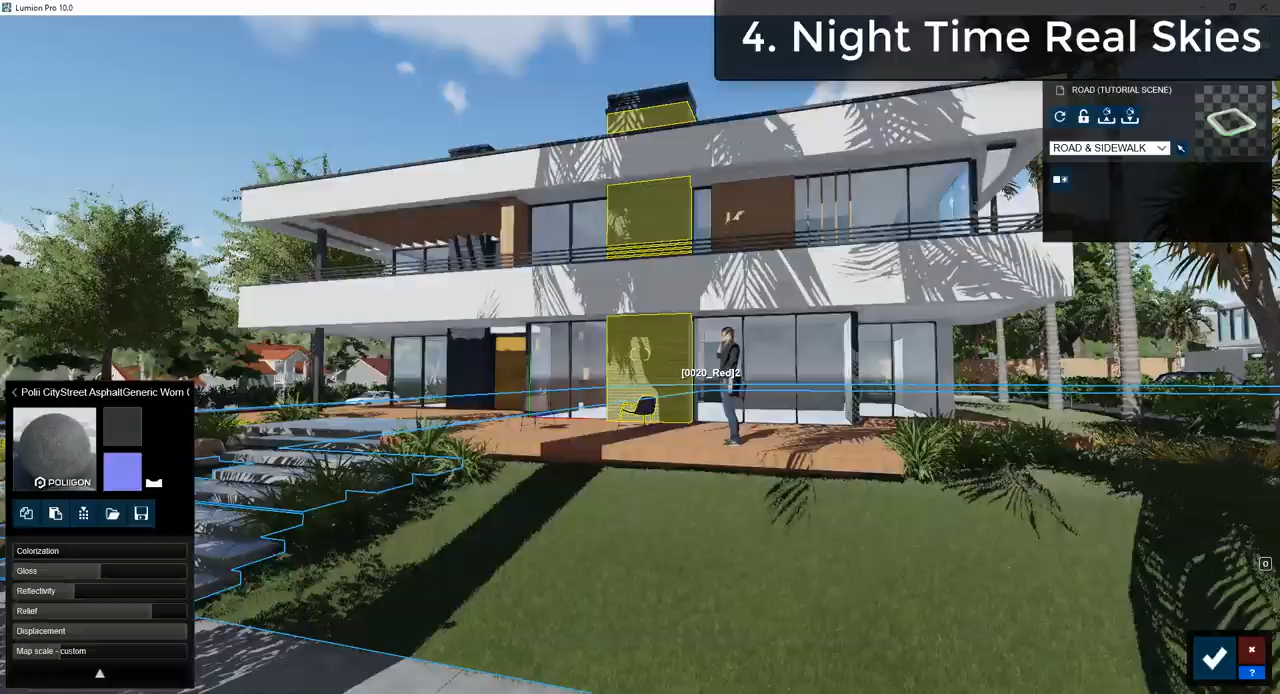 Lumion Pro 10.0
4. Night Time Real Skies
ROAD (TUTORIAL SCENE)
ROAD & SIDEWALK
[0020_Red]2
Polii CityStreet AsphaltGeneric Worn
POLIIGON
Colorization
Gloss
Reflectivity
Relief
Displacement
Map scale - custom
O
?